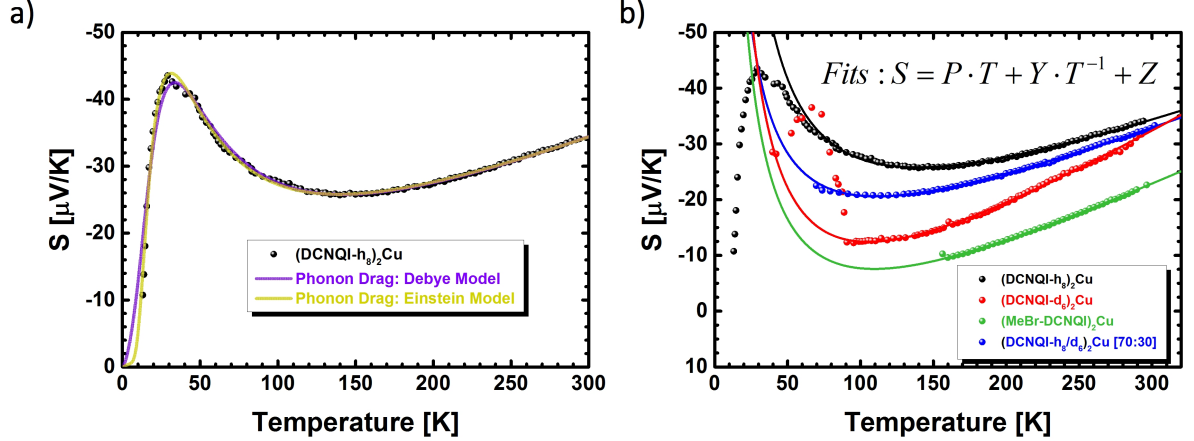 a)
-50
-40
-30
-20
-10
0
S [µV/K]
(DCNQI-h₈)₂Cu
Phonon Drag: Debye Model
Phonon Drag: Einstein Model
0 50 100 150 200 250 300
Temperature [K]
b)
-50
-40
-30
-20
-10
0
10
S [µV/K]
Fits : S = P · T + Y · T⁻¹ + Z
(DCNQI-h₈)₂Cu
(DCNQI-d₆)₂Cu
(MeBr-DCNQI)₂Cu
(DCNQI-h₈/d₆)₂Cu [70:30]
0 50 100 150 200 250 300
Temperature [K]